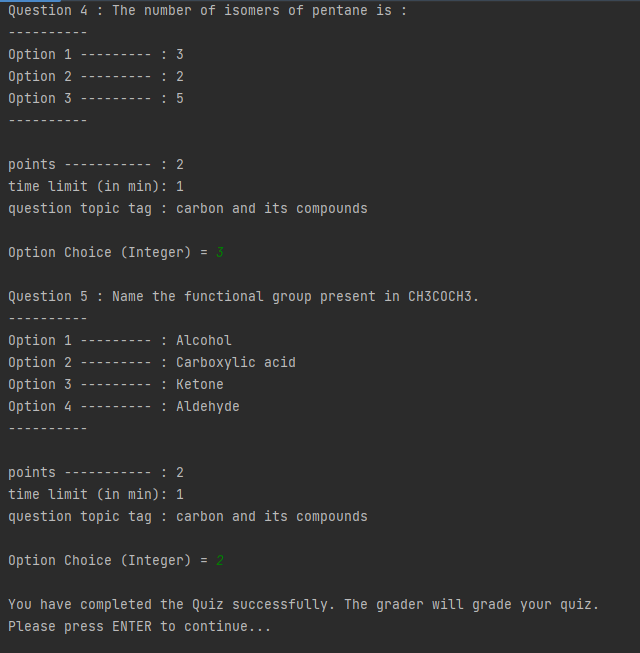 Question 4 : The number of isomers of pentane is :
----------
Option 1 --------- : 3
Option 2 --------- : 2
Option 3 --------- : 5
----------
points ----------- : 2
time limit (in min): 1
question topic tag : carbon and its compounds
Option Choice (Integer) = 3
Question 5 : Name the functional group present in CH3COCH3.
----------
Option 1 --------- : Alcohol
Option 2 --------- : Carboxylic acid
Option 3 --------- : Ketone
Option 4 --------- : Aldehyde
----------
points ----------- : 2
time limit (in min): 1
question topic tag : carbon and its compounds
Option Choice (Integer) = 2
You have completed the Quiz successfully. The grader will grade your quiz.
Please press ENTER to continue...